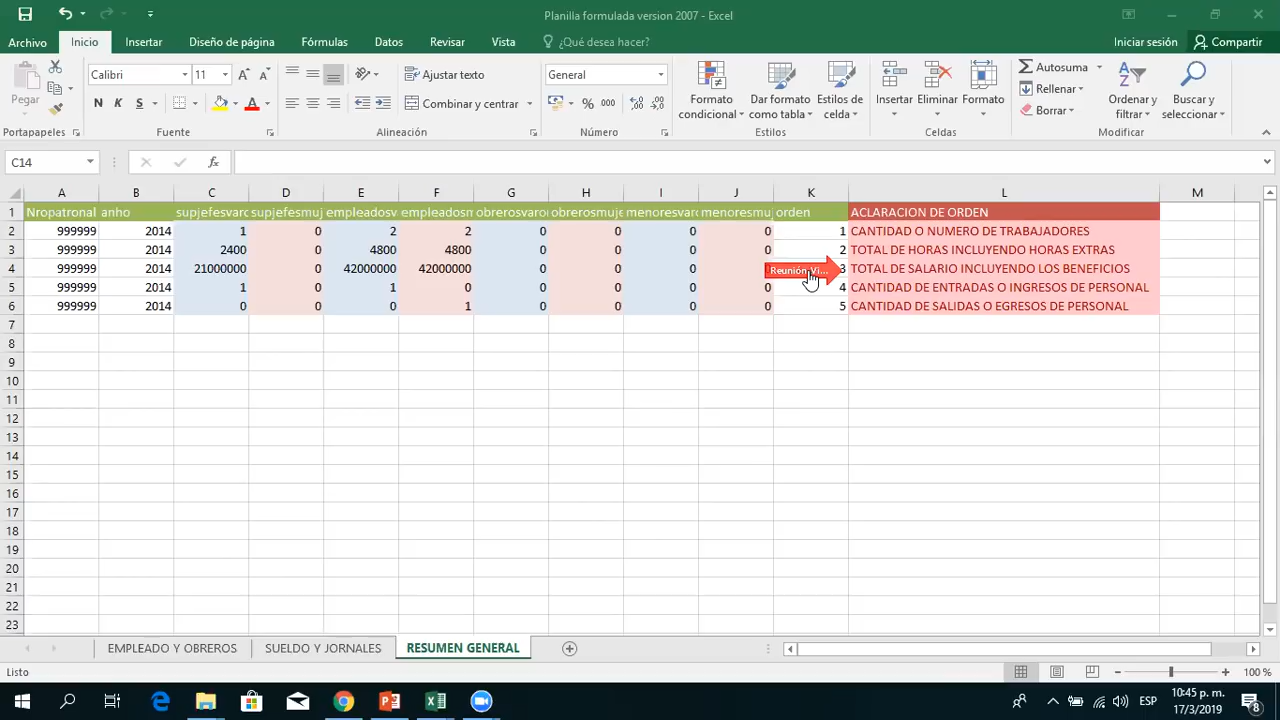 Planilla formulada version 2007 - Excel
Archivo Inicio Insertar Diseño de página Fórmulas Datos Revisar Vista ¿Qué desea hacer? Iniciar sesión Compartir
Pegar
Calibri 11
N K S
Ajustar texto
Combinar y centrar
General
% 000
Formato condicional
Dar formato como tabla
Estilos de celda
Insertar Eliminar Formato
Autosuma
Rellenar
Borrar
Ordenar y filtrar
Buscar y seleccionar
Portapapeles Fuente Alineación Número Estilos Celdas Modificar
C14 fx
A B C D E F G H I J K L M
1 Nropatronal anho supjefesvaro supjefesmuj empleadosv empleadosm obrerosvaro obrerosmuje menoresvaro menoresmuj orden ACLARACION DE ORDEN
2 999999 2014 1 0 2 2 0 0 0 0 1 CANTIDAD O NUMERO DE TRABAJADORES
3 999999 2014 2400 0 4800 4800 0 0 0 0 2 TOTAL DE HORAS INCLUYENDO HORAS EXTRAS
4 999999 2014 21000000 0 42000000 42000000 0 0 0 Reunión Vi... 3 TOTAL DE SALARIO INCLUYENDO LOS BENEFICIOS
5 999999 2014 1 0 1 0 0 0 0 0 4 CANTIDAD DE ENTRADAS O INGRESOS DE PERSONAL
6 999999 2014 0 0 0 1 0 0 0 0 5 CANTIDAD DE SALIDAS O EGRESOS DE PERSONAL
7
8
9
10
11
12
13
14
15
16
17
18
19
20
21
22
23
EMPLEADO Y OBREROS SUELDO Y JORNALES RESUMEN GENERAL
Listo 100 %
ESP 10:45 p. m.
17/3/2019
8